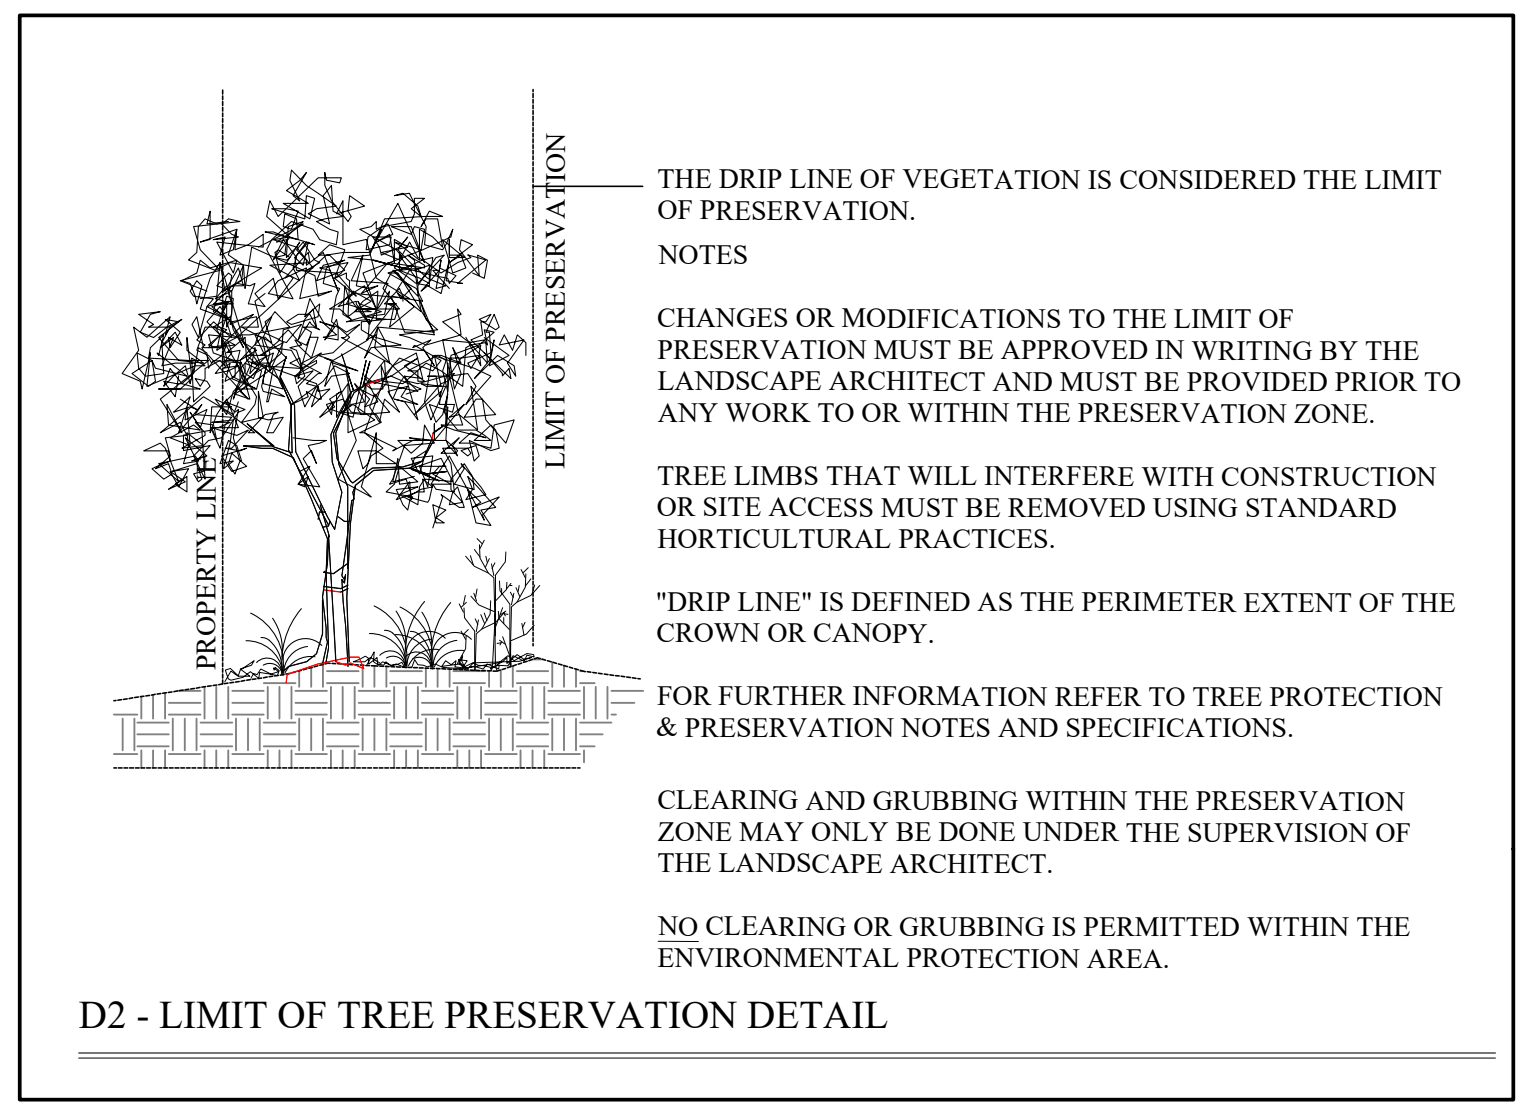 PROPERTY LINE
LIMIT OF PRESERVATION
THE DRIP LINE OF VEGETATION IS CONSIDERED THE LIMIT
OF PRESERVATION.
NOTES
CHANGES OR MODIFICATIONS TO THE LIMIT OF
PRESERVATION MUST BE APPROVED IN WRITING BY THE
LANDSCAPE ARCHITECT AND MUST BE PROVIDED PRIOR TO
ANY WORK TO OR WITHIN THE PRESERVATION ZONE.
TREE LIMBS THAT WILL INTERFERE WITH CONSTRUCTION
OR SITE ACCESS MUST BE REMOVED USING STANDARD
HORTICULTURAL PRACTICES.
"DRIP LINE" IS DEFINED AS THE PERIMETER EXTENT OF THE
CROWN OR CANOPY.
FOR FURTHER INFORMATION REFER TO TREE PROTECTION
& PRESERVATION NOTES AND SPECIFICATIONS.
CLEARING AND GRUBBING WITHIN THE PRESERVATION
ZONE MAY ONLY BE DONE UNDER THE SUPERVISION OF
THE LANDSCAPE ARCHITECT.
NO CLEARING OR GRUBBING IS PERMITTED WITHIN THE
ENVIRONMENTAL PROTECTION AREA.
D2 - LIMIT OF TREE PRESERVATION DETAIL